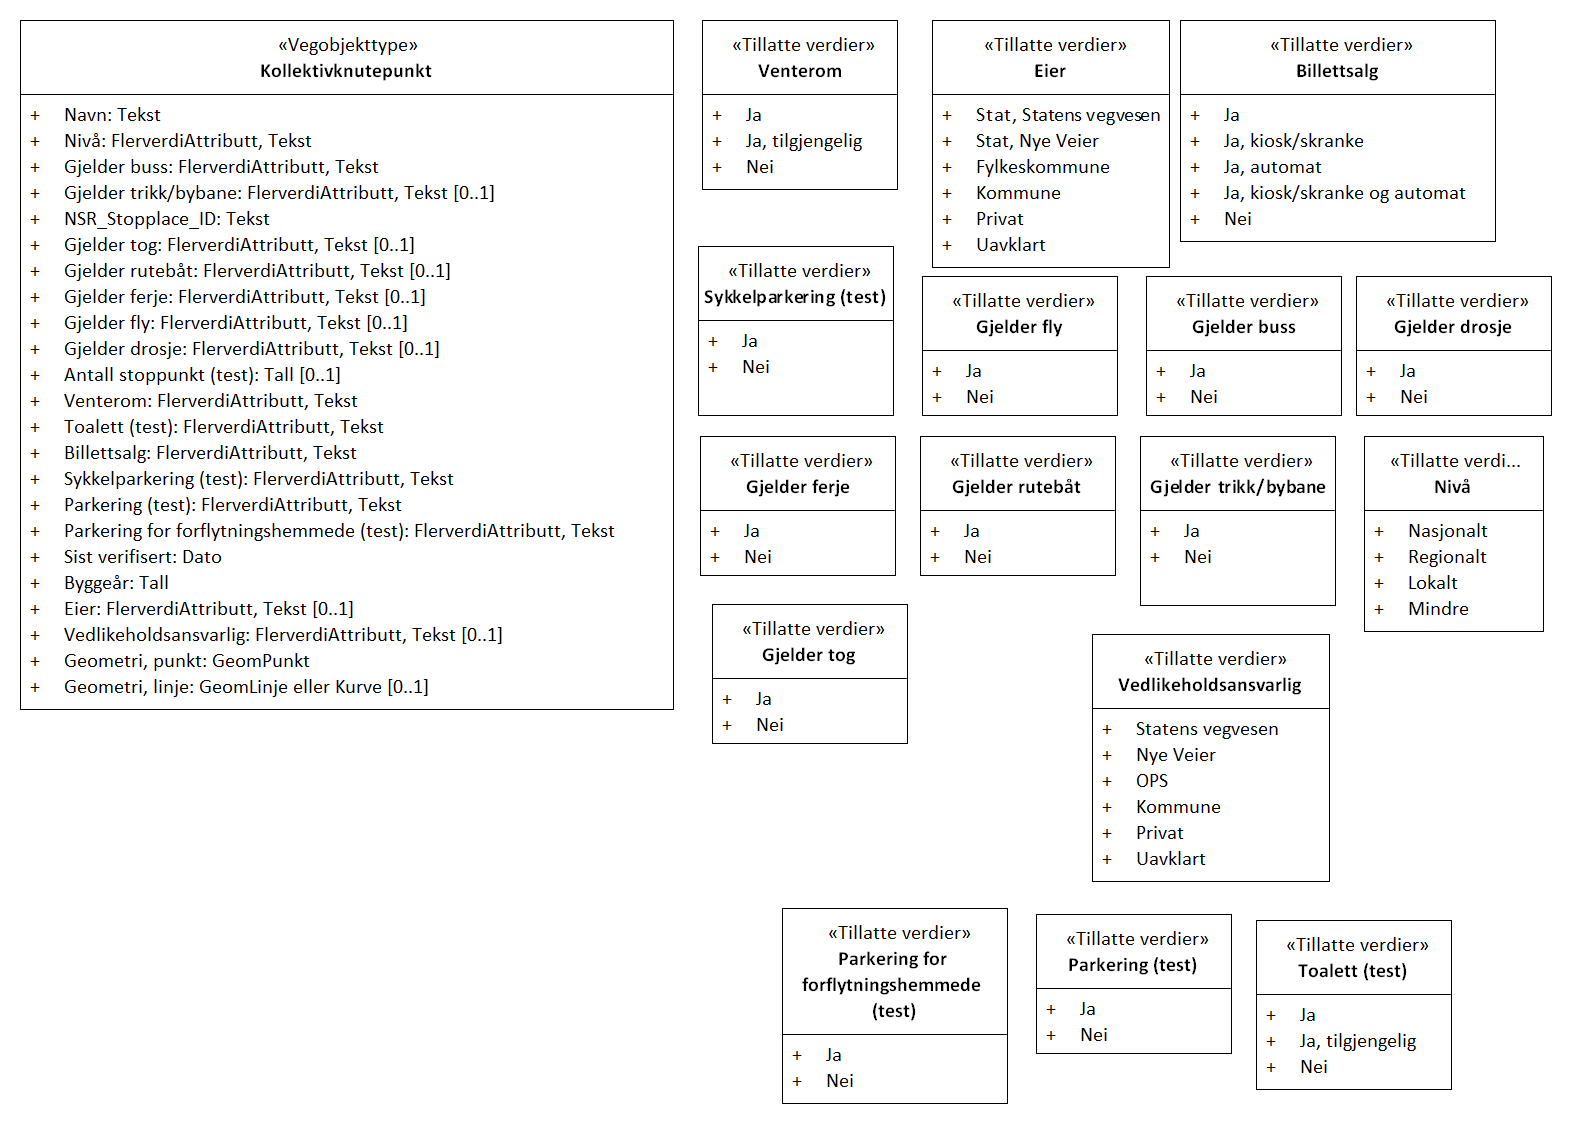 «Vegobjekttype»
Kollektivknutepunkt
+ Navn: Tekst
+ Nivå: FlerverdiAttributt, Tekst
+ Gjelder buss: FlerverdiAttributt, Tekst
+ Gjelder trikk/bybane: FlerverdiAttributt, Tekst [0..1]
+ NSR_Stopplace_ID: Tekst
+ Gjelder tog: FlerverdiAttributt, Tekst [0..1]
+ Gjelder rutebåt: FlerverdiAttributt, Tekst [0..1]
+ Gjelder ferje: FlerverdiAttributt, Tekst [0..1]
+ Gjelder fly: FlerverdiAttributt, Tekst [0..1]
+ Gjelder drosje: FlerverdiAttributt, Tekst [0..1]
+ Antall stoppunkt (test): Tall [0..1]
+ Venterom: FlerverdiAttributt, Tekst
+ Toalett (test): FlerverdiAttributt, Tekst
+ Billettsalg: FlerverdiAttributt, Tekst
+ Sykkelparkering (test): FlerverdiAttributt, Tekst
+ Parkering (test): FlerverdiAttributt, Tekst
+ Parkering for forflytningshemmede (test): FlerverdiAttributt, Tekst
+ Sist verifisert: Dato
+ Byggeår: Tall
+ Eier: FlerverdiAttributt, Tekst [0..1]
+ Vedlikeholdsansvarlig: FlerverdiAttributt, Tekst [0..1]
+ Geometri, punkt: GeomPunkt
+ Geometri, linje: GeomLinje eller Kurve [0..1]
«Tillatte verdier»
Venterom
+ Ja
+ Ja, tilgjengelig
+ Nei
«Tillatte verdier»
Eier
+ Stat, Statens vegvesen
+ Stat, Nye Veier
+ Fylkeskommune
+ Kommune
+ Privat
+ Uavklart
«Tillatte verdier»
Billettsalg
+ Ja
+ Ja, kiosk/skranke
+ Ja, automat
+ Ja, kiosk/skranke og automat
+ Nei
«Tillatte verdier»
Sykkelparkering (test)
+ Ja
+ Nei
«Tillatte verdier»
Gjelder fly
+ Ja
+ Nei
«Tillatte verdier»
Gjelder buss
+ Ja
+ Nei
«Tillatte verdier»
Gjelder drosje
+ Ja
+ Nei
«Tillatte verdier»
Gjelder ferje
+ Ja
+ Nei
«Tillatte verdier»
Gjelder rutebåt
+ Ja
+ Nei
«Tillatte verdier»
Gjelder trikk/bybane
+ Ja
+ Nei
«Tillatte verdi...
Nivå
+ Nasjonalt
+ Regionalt
+ Lokalt
+ Mindre
«Tillatte verdier»
Gjelder tog
+ Ja
+ Nei
«Tillatte verdier»
Vedlikeholdsansvarlig
+ Statens vegvesen
+ Nye Veier
+ OPS
+ Kommune
+ Privat
+ Uavklart
«Tillatte verdier»
Parkering for
forflytningshemmede
(test)
+ Ja
+ Nei
«Tillatte verdier»
Parkering (test)
+ Ja
+ Nei
«Tillatte verdier»
Toalett (test)
+ Ja
+ Ja, tilgjengelig
+ Nei